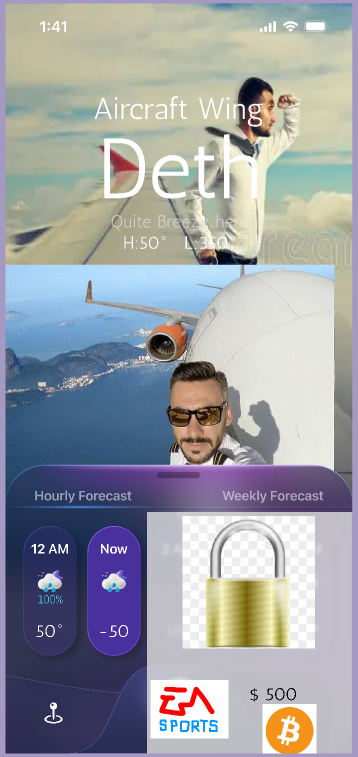 1:41
Aircraft Wing
Deth
Quite Breezy here
H:50° L:350°
Hourly Forecast
Weekly Forecast
12 AM
Now
100%
50°
-50
EA
SPORTS
$ 500